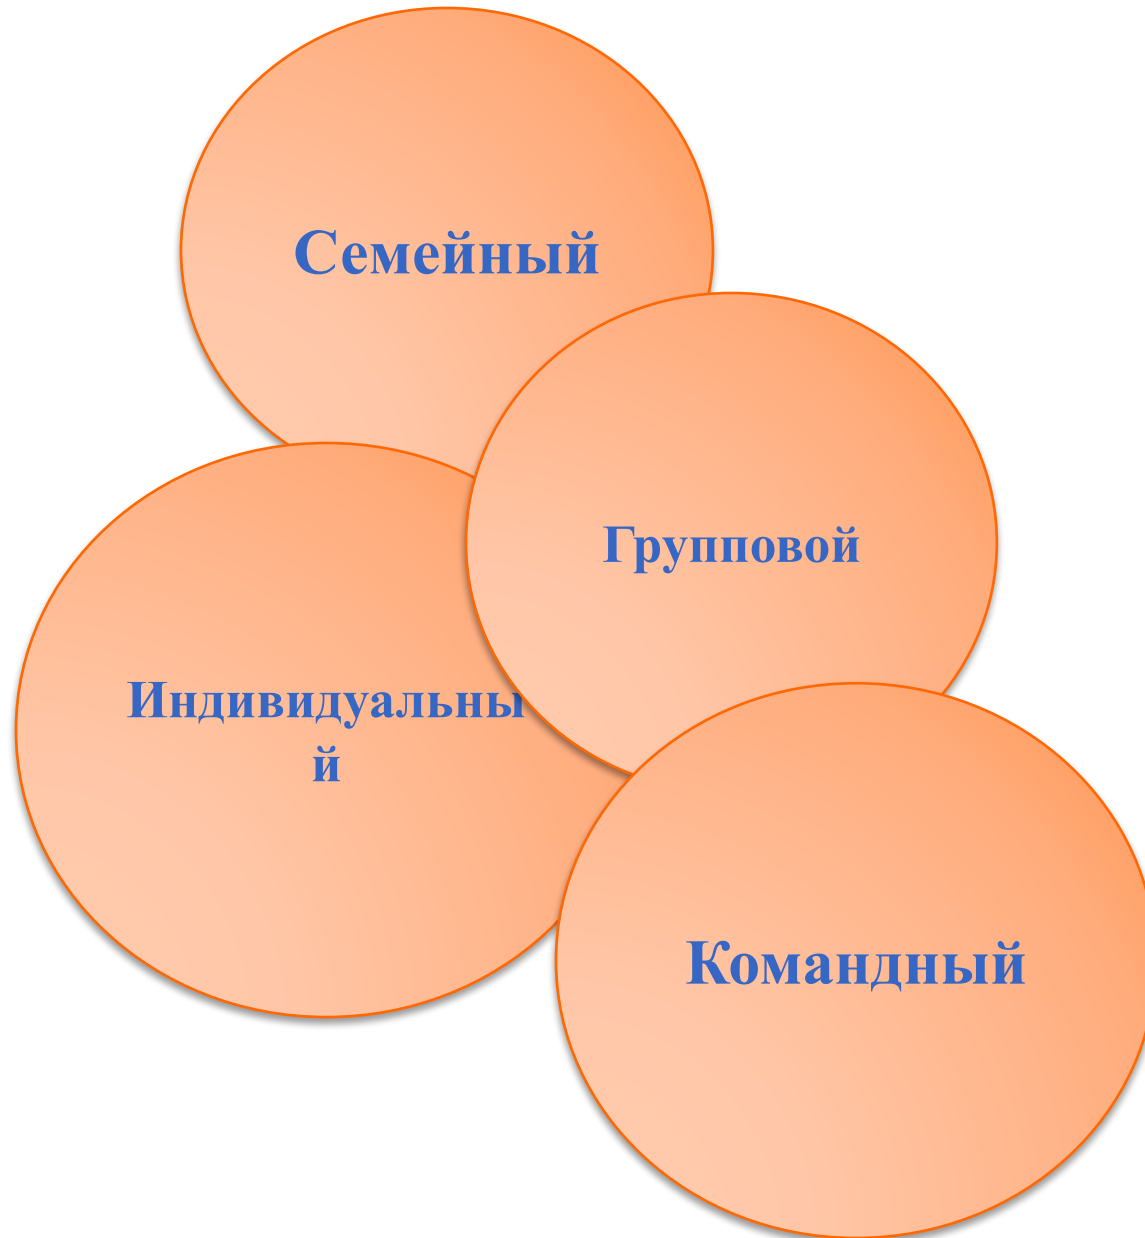 Семейный
Групповой
Индивидуальны
й
Командный